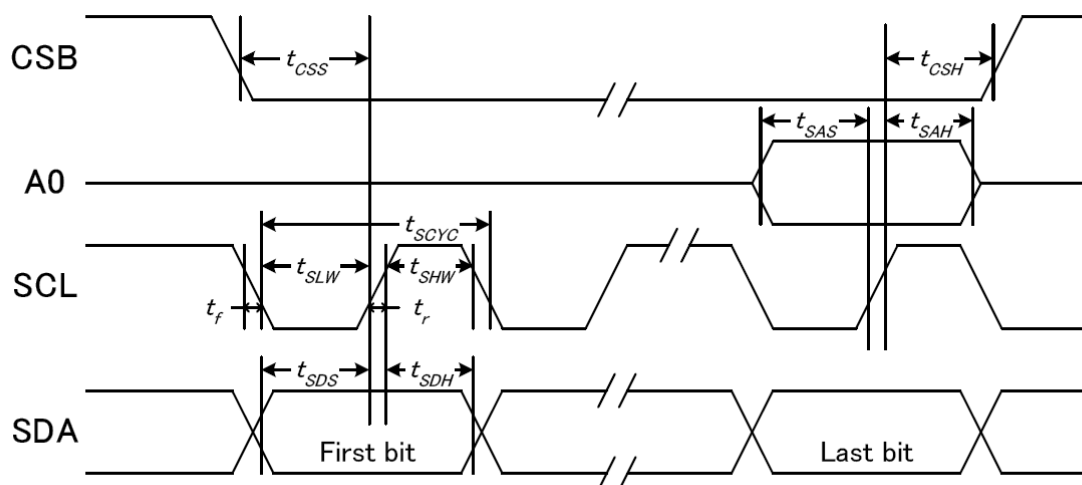 CSB
tCSS
tCSH
tSAS
tSAH
A0
tSCYC
tSLW
tSHW
SCL
tf
tr
tSDS
tSDH
SDA
First bit
Last bit